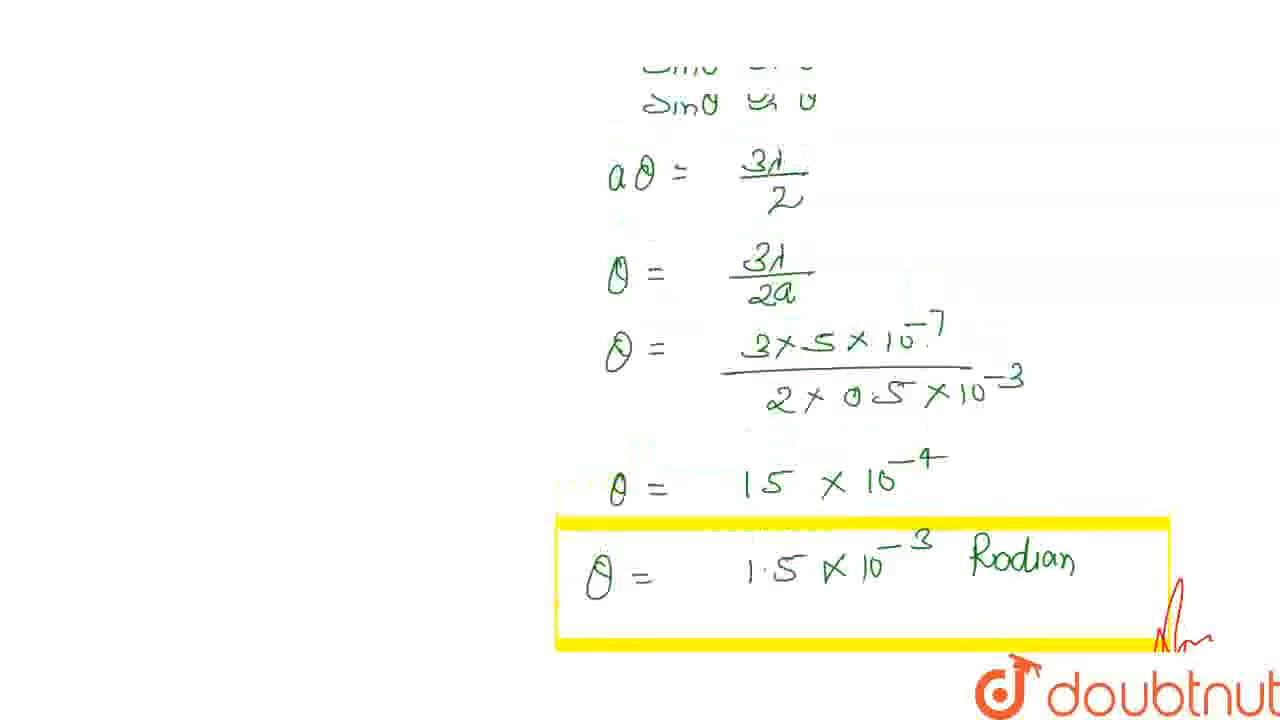 sinθ ≈ θ
aθ = 3λ/2
θ = 3λ/2a
θ = 3×5×10⁻⁷/2×0.5×10⁻³
θ = 15 × 10⁻⁴
θ = 1.5 × 10⁻³ Rodian
doubtnut